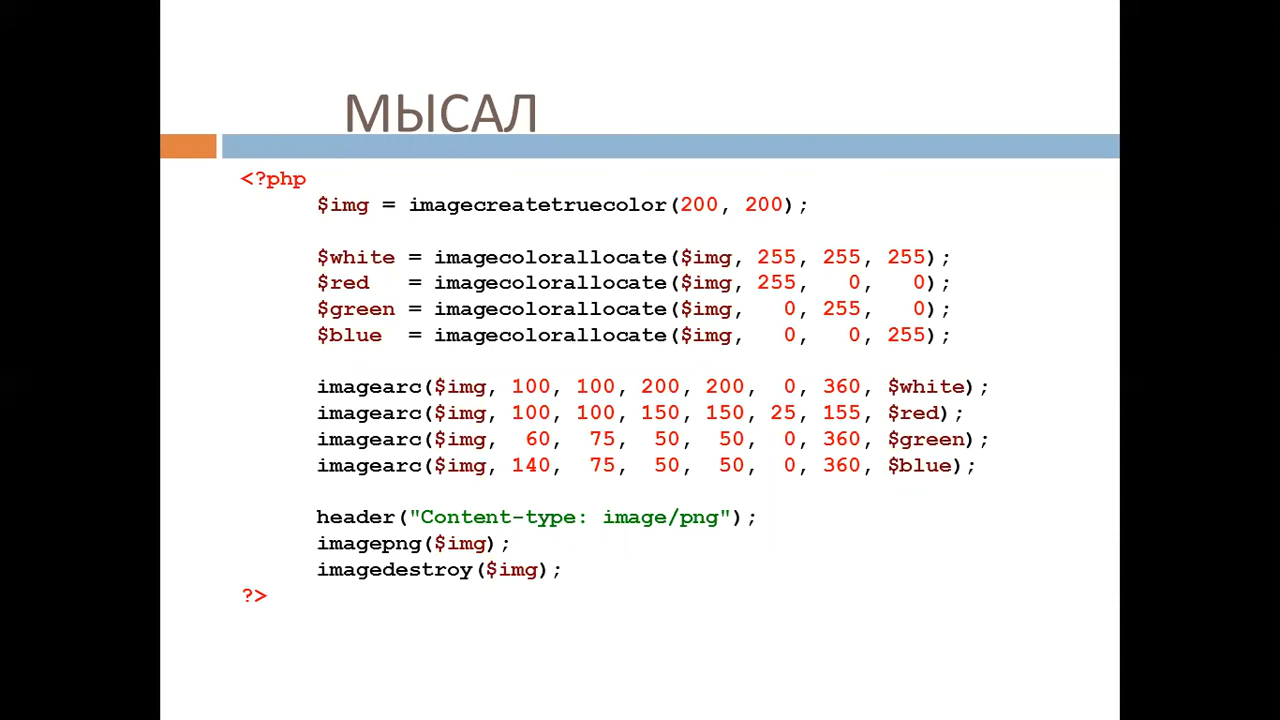 МЫСАЛ
<?php
$img = imagecreatetruecolor(200, 200);
$white = imagecolorallocate($img, 255, 255, 255);
$red   = imagecolorallocate($img, 255,   0,   0);
$green = imagecolorallocate($img,   0, 255,   0);
$blue  = imagecolorallocate($img,   0,   0, 255);
imagearc($img, 100, 100, 200, 200,  0, 360, $white);
imagearc($img, 100, 100, 150, 150, 25, 155, $red);
imagearc($img,  60,  75,  50,  50,  0, 360, $green);
imagearc($img, 140,  75,  50,  50,  0, 360, $blue);
header("Content-type: image/png");
imagepng($img);
imagedestroy($img);
?>